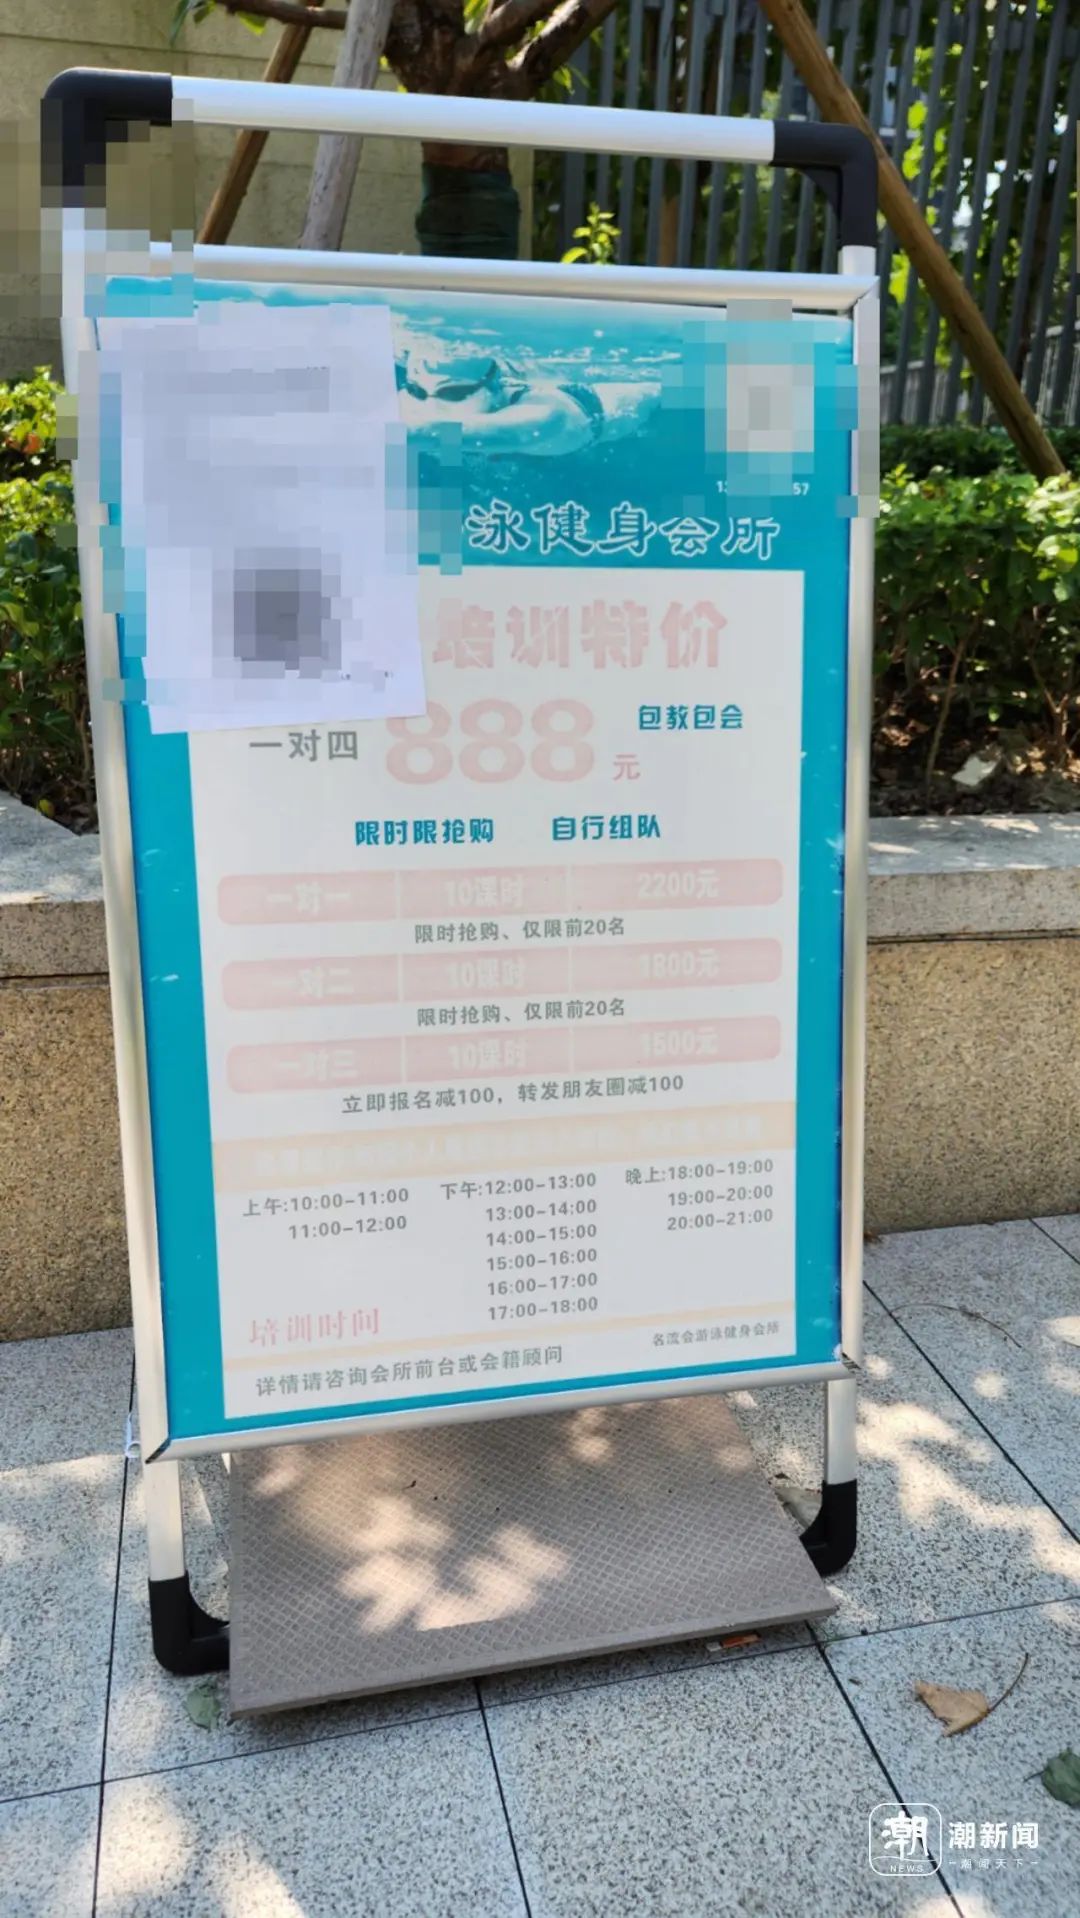 泳健身会所
培训特价
一对四 888元 包教包会
限时限抢购 自行组队
一对一 10课时 2200元
限时抢购、仅限前20名
一对二 10课时 1800元
限时抢购、仅限前20名
一对三 10课时 1500元
立即报名减100，转发朋友圈减100
上午:10:00-11:00 下午:12:00-13:00 晚上:18:00-19:00
11:00-12:00 13:00-14:00 19:00-20:00
14:00-15:00 20:00-21:00
15:00-16:00
16:00-17:00
17:00-18:00
培训时间
名流会游泳健身会所
详情请咨询会所前台或会籍顾问
潮 NEWS 潮新闻
潮闻天下